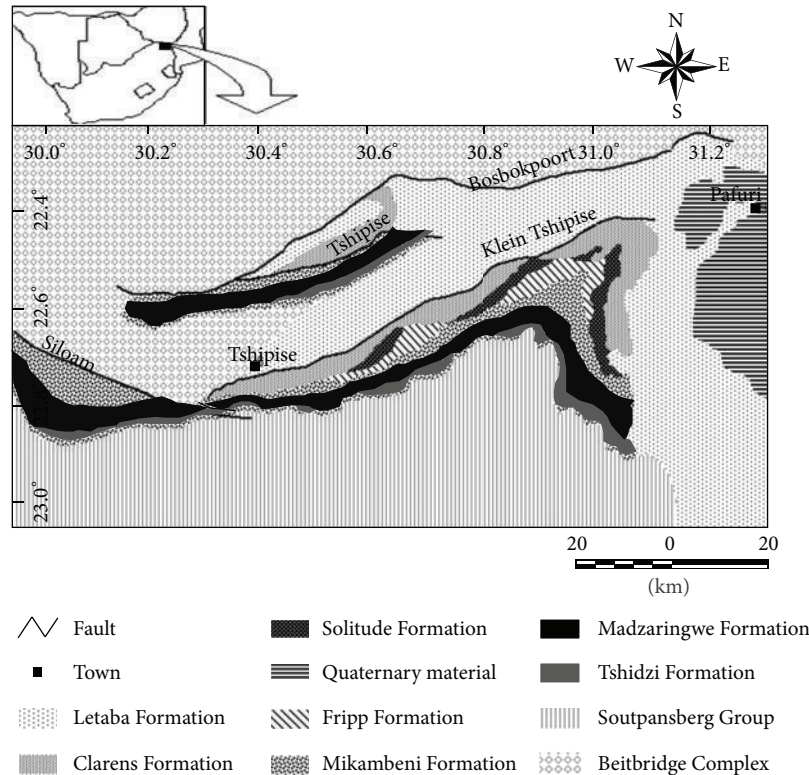 N
W E
S
30.0°
30.2°
30.4°
30.6°
30.8°
31.0°
31.2°
22.4°
22.6°
22.8°
23.0°
Bosbokpoort
Pafuri
Tshipise
Klein Tshipise
Siloam
Tshipise
20 0 20
(km)
Fault
Solitude Formation
Madzaringwe Formation
Town
Quaternary material
Tshidzi Formation
Letaba Formation
Fripp Formation
Soutpansberg Group
Clarens Formation
Mikambeni Formation
Beitbridge Complex